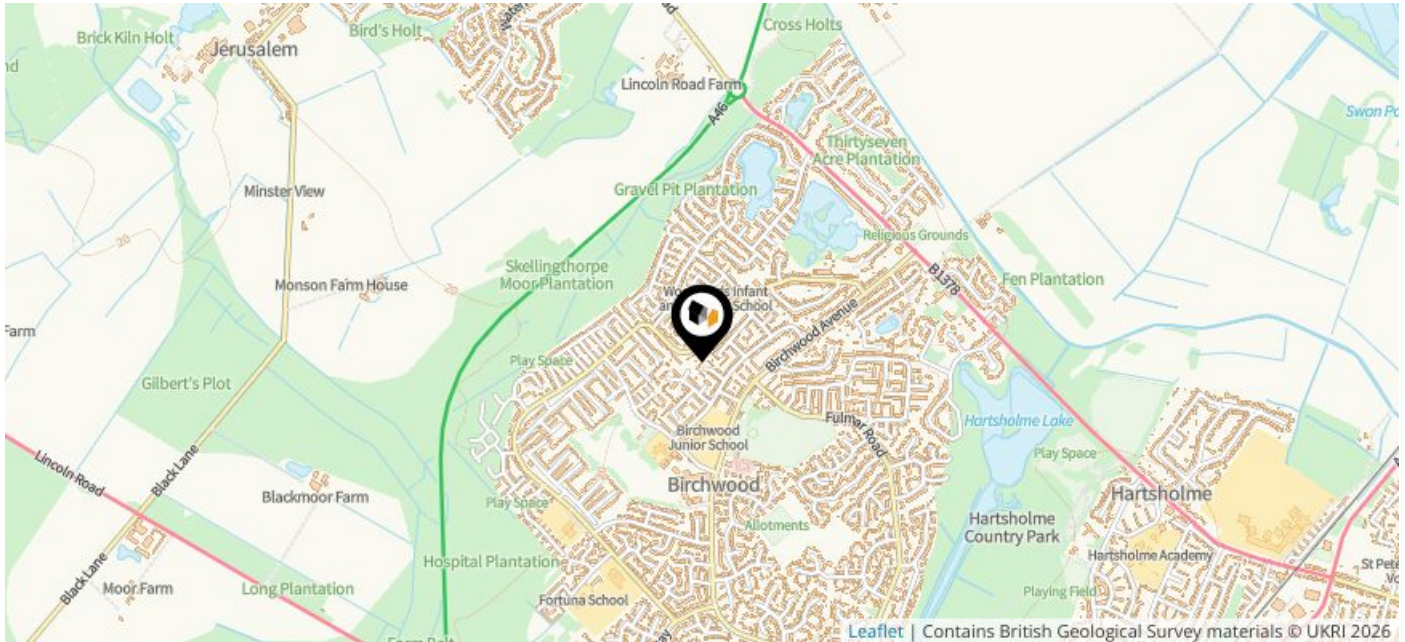 Cross Holts
Bird's Holt
Brick Kiln Holt
Jerusalem
Lincoln Road Farm
A46
Swan
Thirtyseven
Acre Plantation
Minster View
Gravel Pit Plantation
Religious Grounds
Skellingthorpe
Moor Plantation
B1378
Fen Plantation
Monson Farm House
Infant
School
Birchwood Avenue
Farm
Play Space
Gilbert's Plot
Fulmar Road
Hartsholme Lake
Birchwood
Junior School
Play Space
Lincoln Road
Black Lane
Blackmoor Farm
Birchwood
Hartsholme
Play Space
Allotments
Hartsholme
Country Park
Hartsholme Academy
Hospital Plantation
St
Black Lane
Moor Farm
Long Plantation
Fortuna School
Playing Field
Leaflet | Contains British Geological Survey materials © UKRI 2026